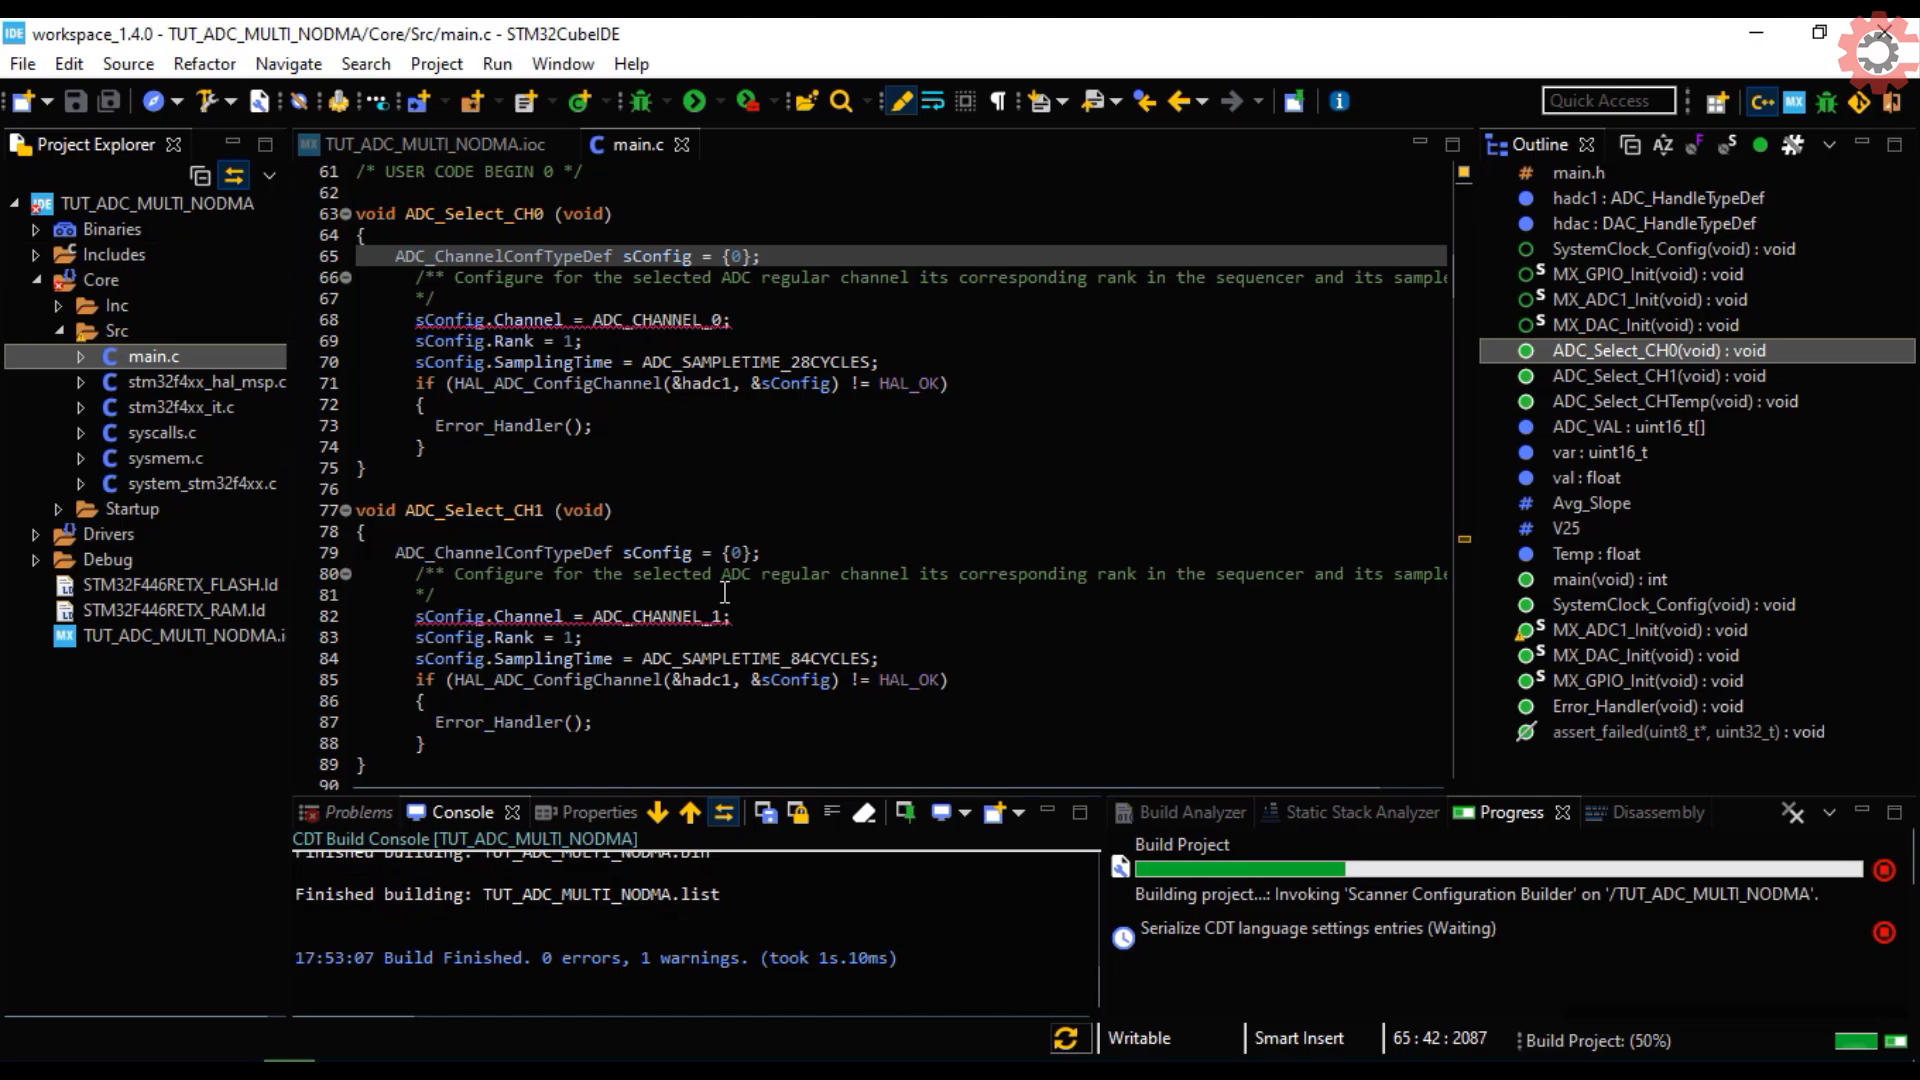 IDE workspace_1.4.0 - TUT_ADC_MULTI_NODMA/Core/Src/main.c - STM32CubeIDE
File Edit Source Refactor Navigate Search Project Run Window Help
Quick Access
Project Explorer
TUT_ADC_MULTI_NODMA
Binaries
Includes
Core
Inc
Src
main.c
stm32f4xx_hal_msp.c
stm32f4xx_it.c
syscalls.c
sysmem.c
system_stm32f4xx.c
Startup
Drivers
Debug
STM32F446RETX_FLASH.ld
STM32F446RETX_RAM.ld
MX TUT_ADC_MULTI_NODMA.i
MX TUT_ADC_MULTI_NODMA.ioc
main.c
61 /* USER CODE BEGIN 0 */
62
63 void ADC_Select_CH0 (void)
64 {
65 ADC_ChannelConfTypeDef sConfig = {0};
66 /** Configure for the selected ADC regular channel its corresponding rank in the sequencer and its sample
67 */
68 sConfig.Channel = ADC_CHANNEL_0;
69 sConfig.Rank = 1;
70 sConfig.SamplingTime = ADC_SAMPLETIME_28CYCLES;
71 if (HAL_ADC_ConfigChannel(&hadc1, &sConfig) != HAL_OK)
72 {
73 Error_Handler();
74 }
75 }
76
77 void ADC_Select_CH1 (void)
78 {
79 ADC_ChannelConfTypeDef sConfig = {0};
80 /** Configure for the selected ADC regular channel its corresponding rank in the sequencer and its sample
81 */
82 sConfig.Channel = ADC_CHANNEL_1;
83 sConfig.Rank = 1;
84 sConfig.SamplingTime = ADC_SAMPLETIME_84CYCLES;
85 if (HAL_ADC_ConfigChannel(&hadc1, &sConfig) != HAL_OK)
86 {
87 Error_Handler();
88 }
89 }
90
Outline
main.h
hadc1 : ADC_HandleTypeDef
hdac : DAC_HandleTypeDef
SystemClock_Config(void) : void
MX_GPIO_Init(void) : void
MX_ADC1_Init(void) : void
MX_DAC_Init(void) : void
ADC_Select_CH0(void) : void
ADC_Select_CH1(void) : void
ADC_Select_CHTemp(void) : void
ADC_VAL : uint16_t[]
var : uint16_t
val : float
Avg_Slope
V25
Temp : float
main(void) : int
SystemClock_Config(void) : void
MX_ADC1_Init(void) : void
MX_DAC_Init(void) : void
MX_GPIO_Init(void) : void
Error_Handler(void) : void
assert_failed(uint8_t*, uint32_t) : void
Problems Console Properties
CDT Build Console [TUT_ADC_MULTI_NODMA]
Finished building: TUT_ADC_MULTI_NODMA.bin
Finished building: TUT_ADC_MULTI_NODMA.list
17:53:07 Build Finished. 0 errors, 1 warnings. (took 1s.10ms)
Build Analyzer Static Stack Analyzer Progress Disassembly
Build Project
Building project...: Invoking 'Scanner Configuration Builder' on '/TUT_ADC_MULTI_NODMA'.
Serialize CDT language settings entries (Waiting)
Writable Smart Insert 65 : 42 : 2087 Build Project: (50%)